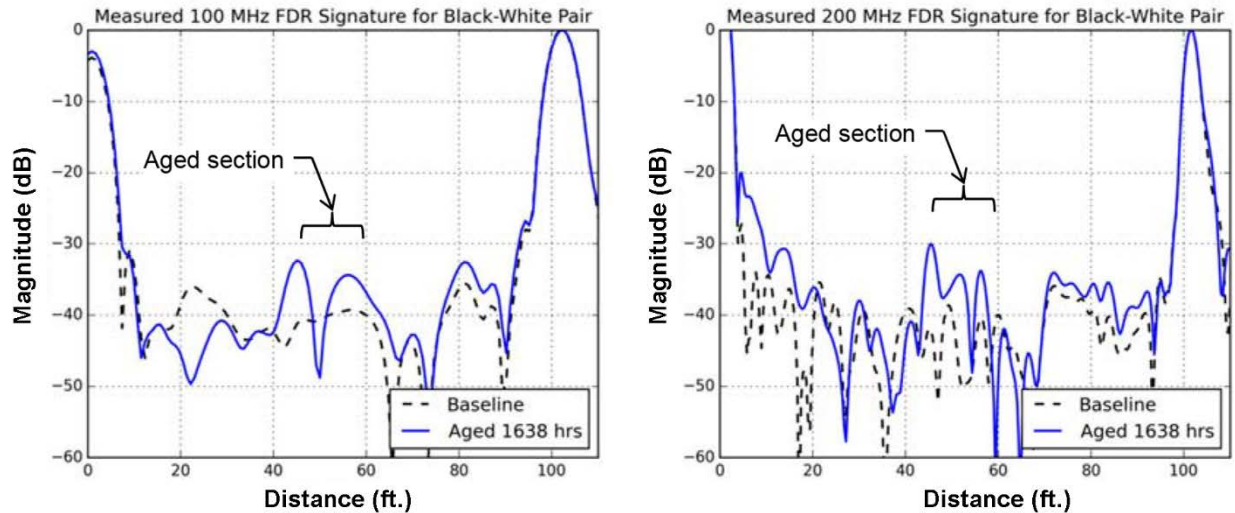 Measured 100 MHz FDR Signature for Black-White Pair
0
−10
−20
−30
−40
−50
−60
Magnitude (dB)
Aged section
Baseline
Aged 1638 hrs
0 20 40 60 80 100
Distance (ft.)
Measured 200 MHz FDR Signature for Black-White Pair
0
−10
−20
−30
−40
−50
−60
Magnitude (dB)
Aged section
Baseline
Aged 1638 hrs
0 20 40 60 80 100
Distance (ft.)